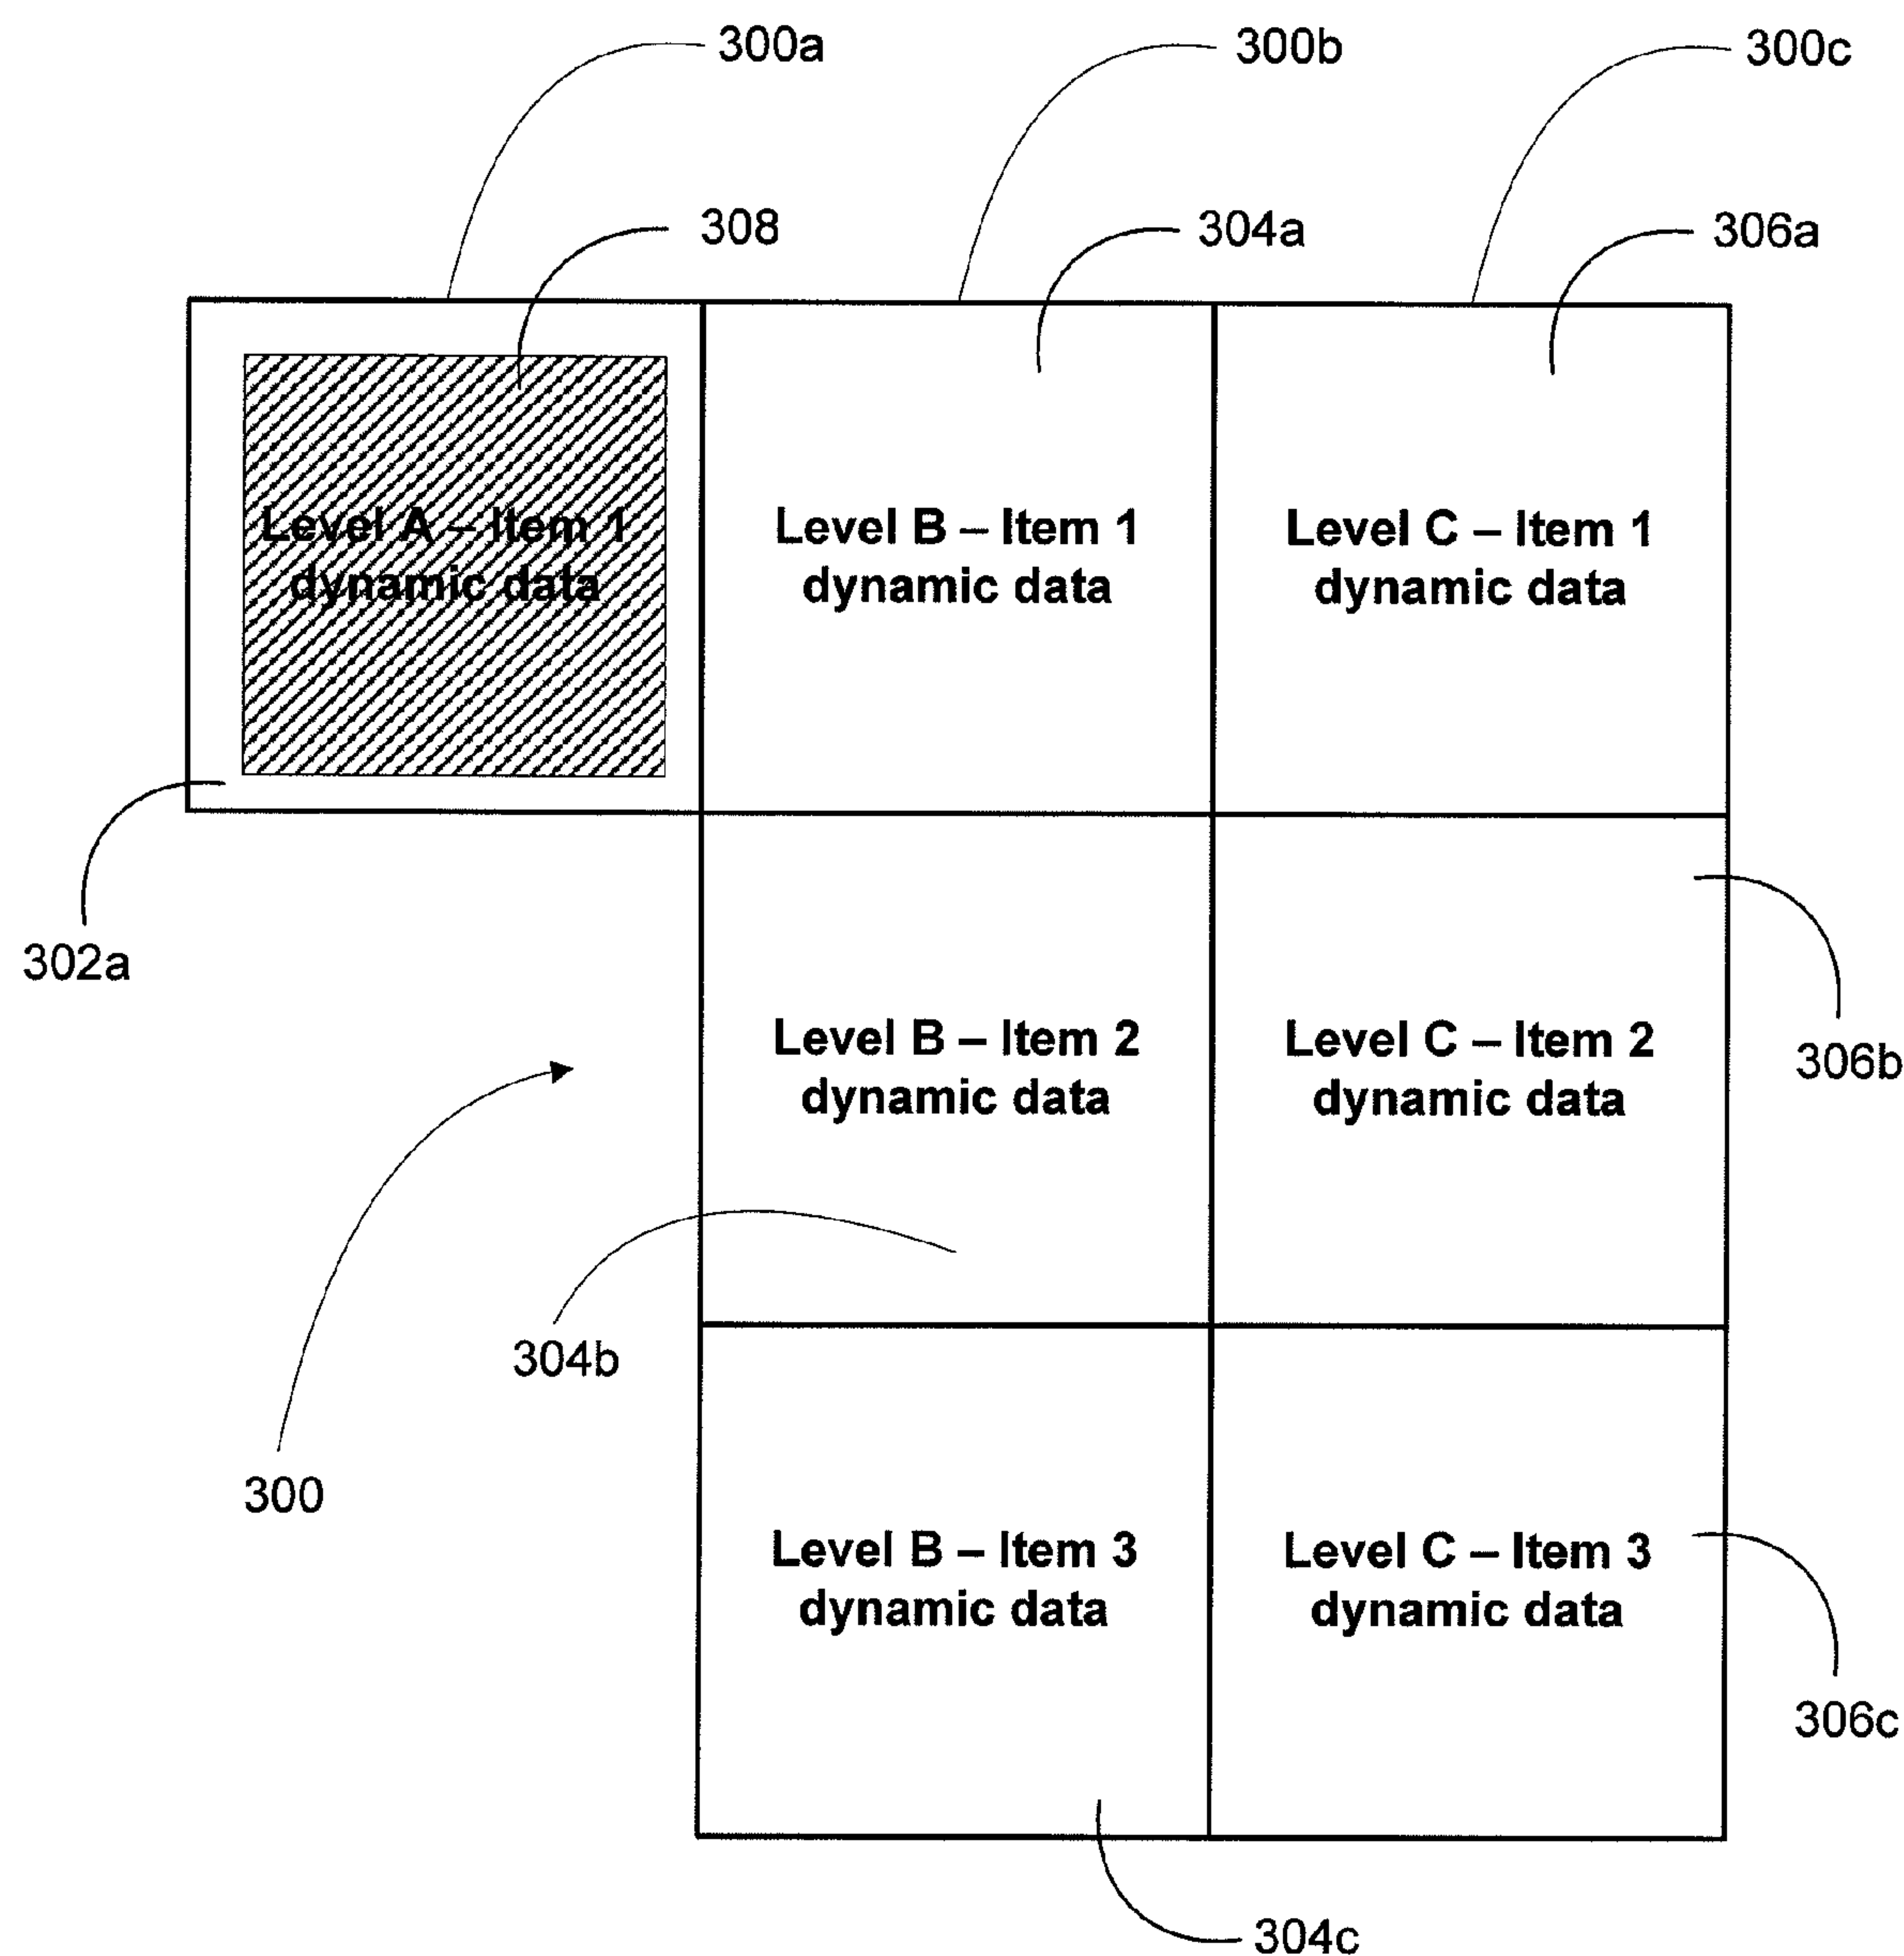 300a
300b
300c
308
304a
306a
Level A – Item 1
dynamic data
Level B – Item 1
dynamic data
Level C – Item 1
dynamic data
302a
Level B – Item 2
dynamic data
Level C – Item 2
dynamic data
306b
304b
300
Level B – Item 3
dynamic data
Level C – Item 3
dynamic data
306c
304c